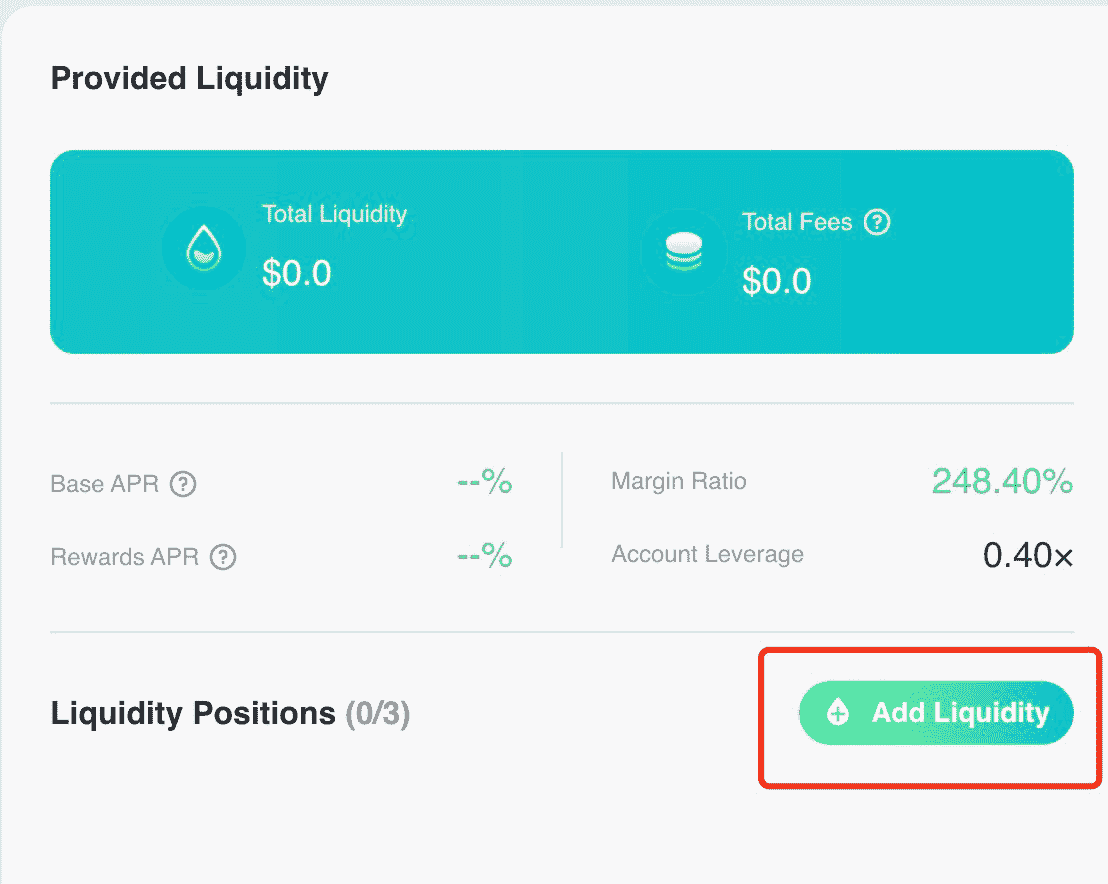 Provided Liquidity
Total Liquidity
$0.0
Total Fees ?
$0.0
Base APR ? --%
Margin Ratio 248.40%
Rewards APR ? --%
Account Leverage 0.40×
Liquidity Positions (0/3)
Add Liquidity